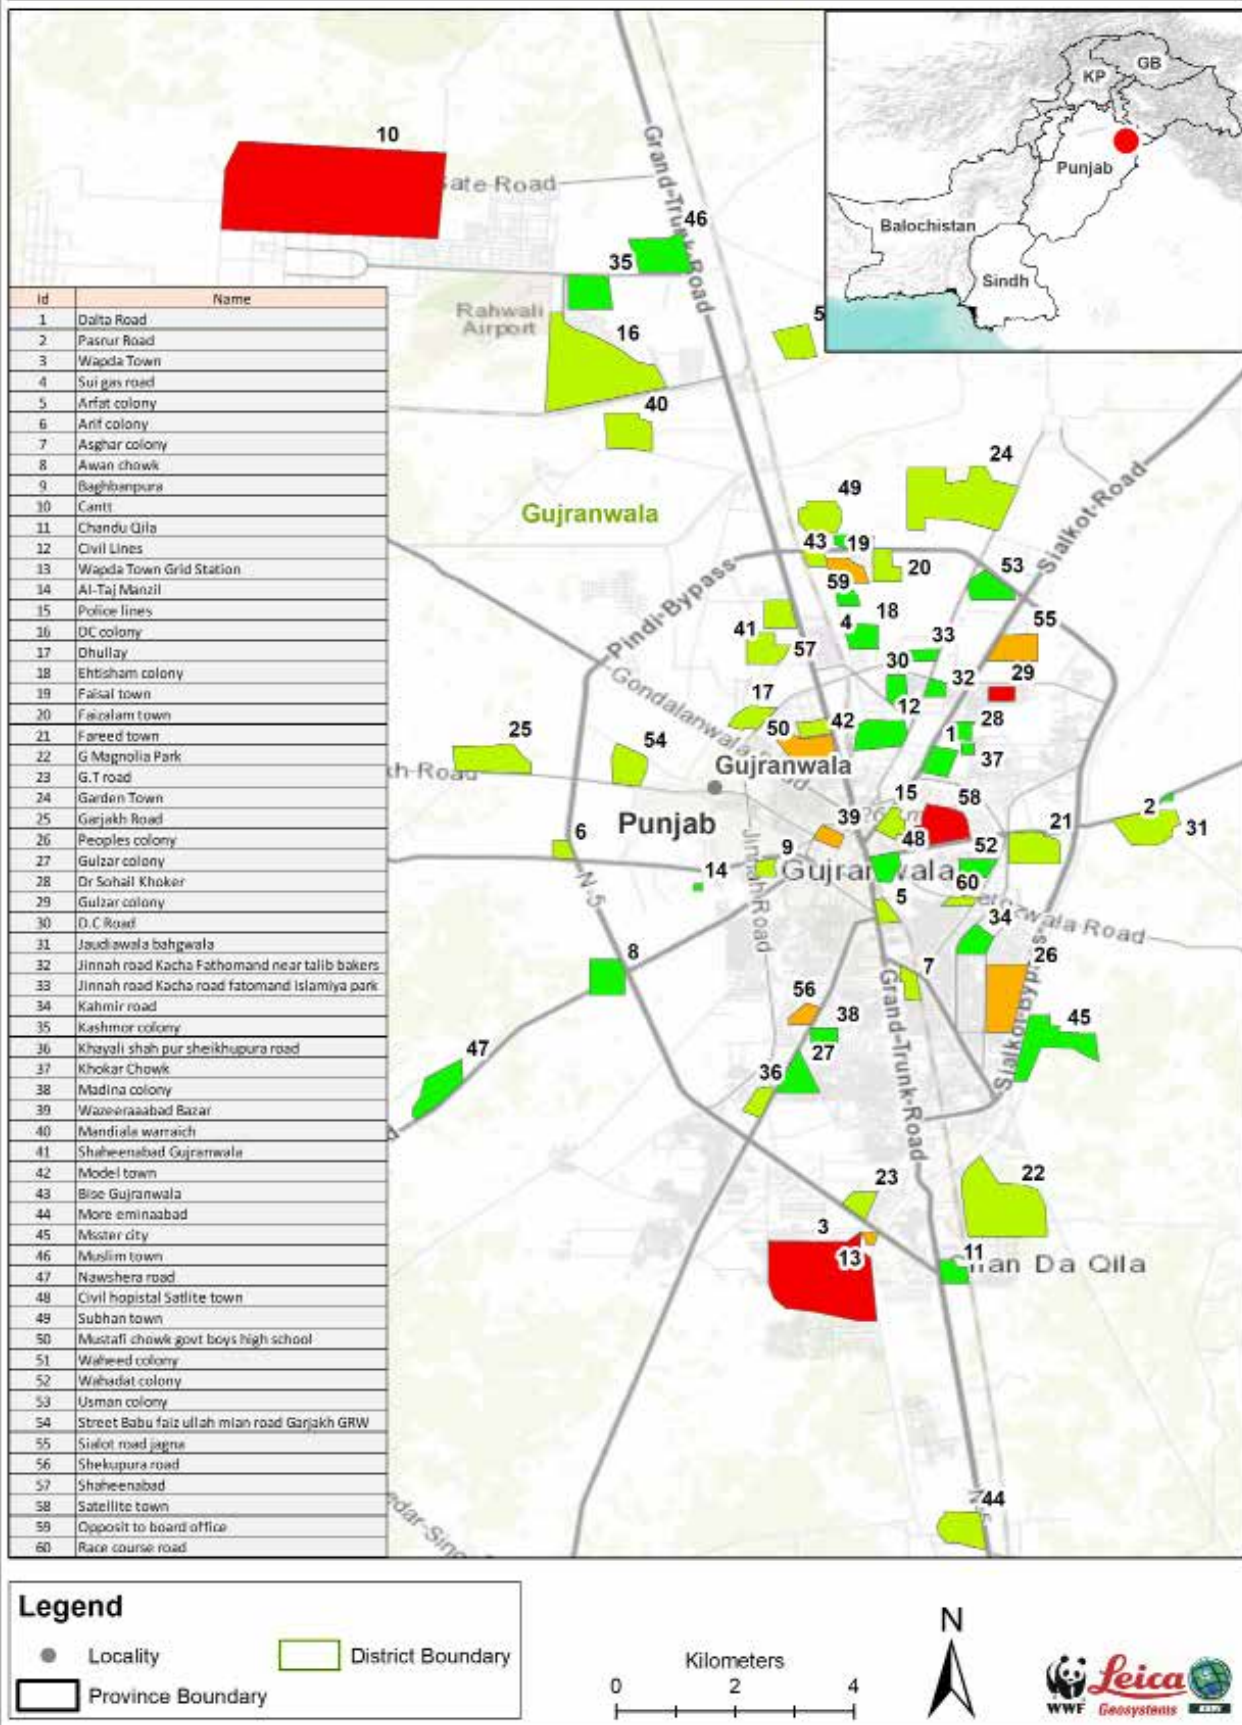 10
Grand-Trunk-Road
46
35
Rahwali
Airport
16
5
40
GB
KP
Punjab
Balochistan
Sindh
Id Name
1 Dalta Road
2 Pasrur Road
3 Wapda Town
4 Sui gas road
5 Arfat colony
6 Arif colony
7 Asghar colony
8 Awan chowk
9 Baghbanpura
10 Cantt
11 Chandu Qila
12 Civil Lines
13 Wapda Town Grid Station
14 Al-Taj Manzil
15 Police lines
16 DC colony
17 Dhullay
18 Ehtisham colony
19 Faisal town
20 Faizalam town
21 Fareed town
22 G Magnolia Park
23 G.T road
24 Garden Town
25 Garjakh Road
26 Peoples colony
27 Gulzar colony
28 Dr Sohail Khoker
29 Gulzar colony
30 D.C Road
31 Jaudiawala bahgwala
32 Jinnah road Kacha Fathomand near talib bakers
33 Jinnah road Kacha road fatomand Islamiya park
34 Kahmir road
35 Kashmor colony
36 Khayali shah pur sheikhupura road
37 Khokar Chowk
38 Madina colony
39 Wazeeraaabad Bazar
40 Mandiala warraich
41 Shaheenabad Gujranwala
42 Model town
43 Bise Gujranwala
44 More eminaabad
45 Msster city
46 Muslim town
47 Nawshera road
48 Civil hopistal Satlite town
49 Subhan town
50 Mustafi chowk govt boys high school
51 Waheed colony
52 Wahadat colony
53 Usman colony
54 Street Babu faiz ullah mian road Garjakh GRW
55 Sialot road jagna
56 Shekupura road
57 Shaheenabad
58 Satellite town
59 Opposit to board office
60 Race course road
24
49
Sialkot-Road
Gujranwala
43
19
53
20
59
Pindi-Bypass
18
4
55
41
33
57
30
29
32
Gondalanwala
17
12
42
28
25
50
1
54
37
Gujranwala
Road
15
58
2
Punjab
39
48
21
31
6
52
9
Gujranwala
14
60
N-5
Jinnah Road
5
34
8
26
7
56
38
45
Grand-Trunk-Road
47
27
36
22
23
3
13
11
Da Qila
44
Legend
Locality
District Boundary
Province Boundary
Kilometers
0 2 4
N
WWF
Leica
Geosystems